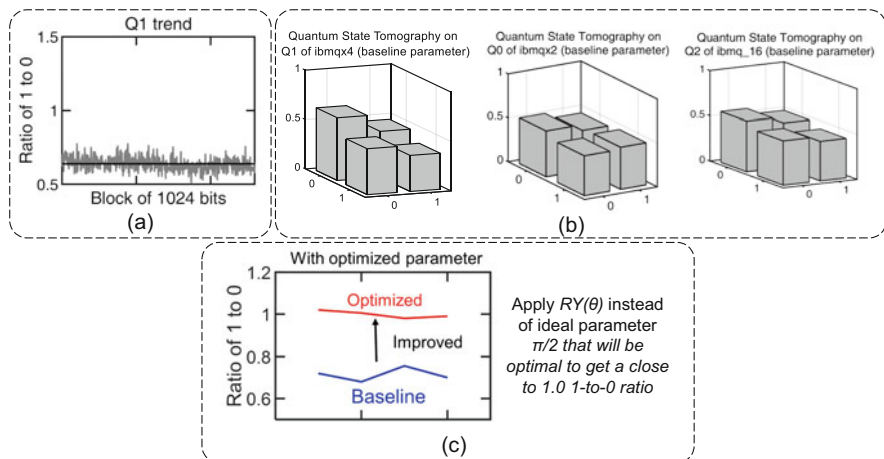 Q1 trend
1.5
1
0.5
Ratio of 1 to 0
Block of 1024 bits
(a)
Quantum State Tomography on
Q1 of ibmqx4 (baseline parameter)
1
0.5
0
0
1
0
1
Quantum State Tomography on
Q0 of ibmqx2 (baseline parameter)
1
0.5
0
0
1
0
1
Quantum State Tomography on
Q2 of ibmq_16 (baseline parameter)
1
0.5
0
0
1
0
1
(b)
With optimized parameter
1.2
1
0.8
0.6
Ratio of 1 to 0
Optimized
Improved
Baseline
(c)
Apply RY(θ) instead
of ideal parameter
π/2 that will be
optimal to get a close
to 1.0 1-to-0 ratio